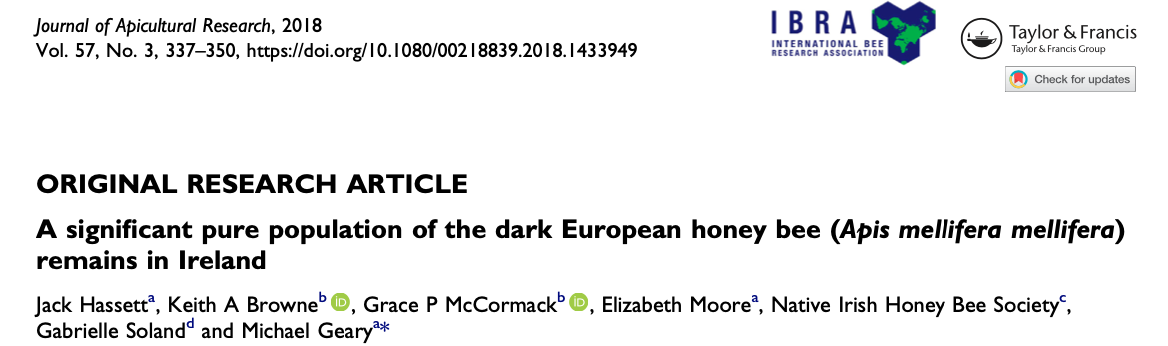 Journal of Apicultural Research, 2018
Vol. 57, No. 3, 337–350, https://doi.org/10.1080/00218839.2018.1433949
IBRA
INTERNATIONAL BEE
RESEARCH ASSOCIATION
Taylor & Francis
Taylor & Francis Group
Check for updates
ORIGINAL RESEARCH ARTICLE
A significant pure population of the dark European honey bee (Apis mellifera mellifera)
remains in Ireland
Jack Hassettᵃ, Keith A Browneᵇ iD, Grace P McCormackᵇ iD, Elizabeth Mooreᵃ, Native Irish Honey Bee Societyᶜ,
Gabrielle Solandᵈ and Michael Gearyᵃ*